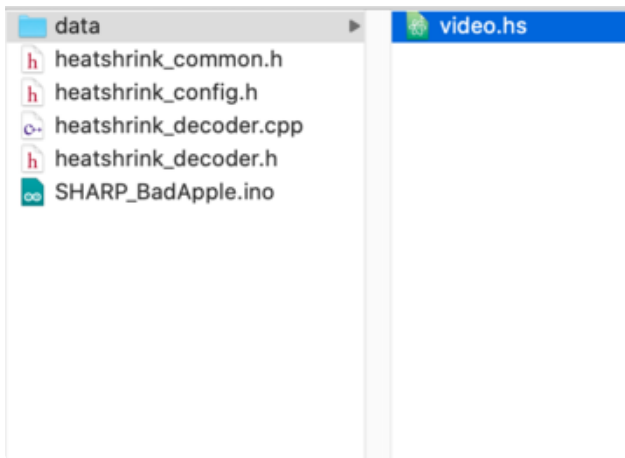 data
heatshrink_common.h
heatshrink_config.h
heatshrink_decoder.cpp
heatshrink_decoder.h
SHARP_BadApple.ino
video.hs